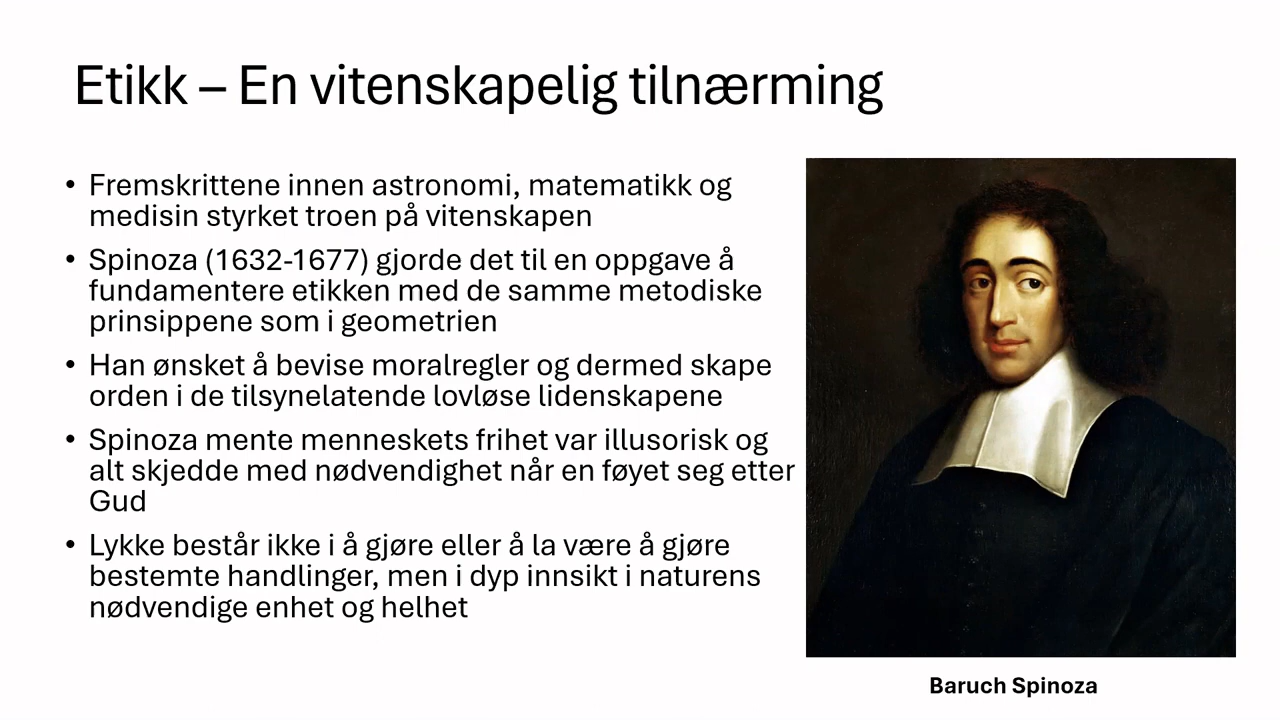 Etikk – En vitenskapelig tilnærming
• Fremskrittene innen astronomi, matematikk og
medisin styrket troen på vitenskapen
• Spinoza (1632-1677) gjorde det til en oppgave å
fundamentere etikken med de samme metodiske
prinsippene som i geometrien
• Han ønsket å bevise moralregler og dermed skape
orden i de tilsynelatende lovløse lidenskapene
• Spinoza mente menneskets frihet var illusorisk og
alt skjedde med nødvendighet når en føyet seg etter
Gud
• Lykke består ikke i å gjøre eller å la være å gjøre
bestemte handlinger, men i dyp innsikt i naturens
nødvendige enhet og helhet
Baruch Spinoza